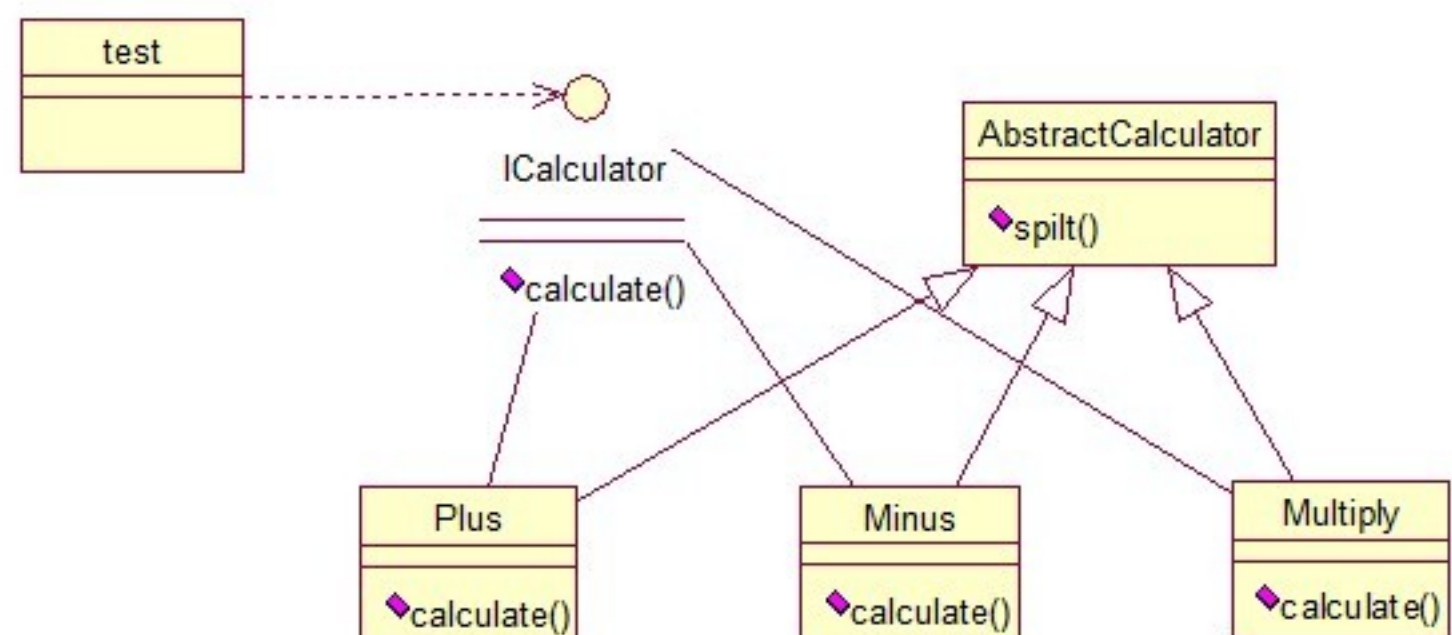 test
ICalculator
calculate()
AbstractCalculator
spilt()
Plus
calculate()
Minus
calculate()
Multiply
calculate()